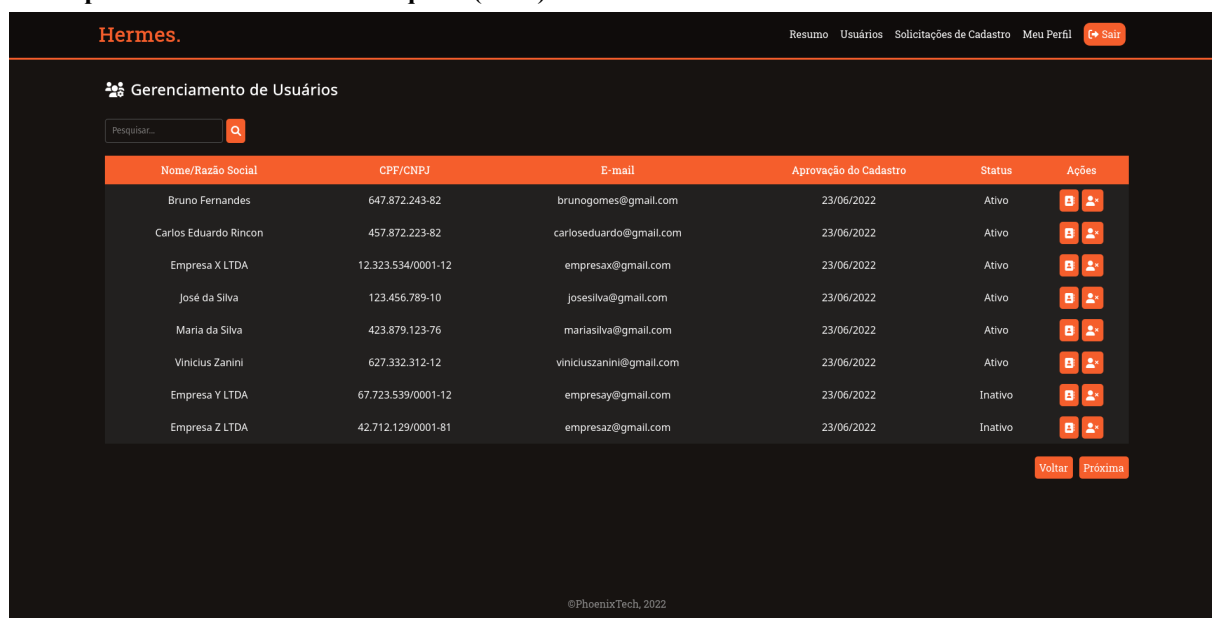 Hermes.
Resumo Usuários Solicitações de Cadastro Meu Perfil Sair
Gerenciamento de Usuários
Pesquisar...
Nome/Razão Social CPF/CNPJ E-mail Aprovação do Cadastro Status Ações
Bruno Fernandes 647.872.243-82 brunogomes@gmail.com 23/06/2022 Ativo
Carlos Eduardo Rincon 457.872.223-82 carloseduardo@gmail.com 23/06/2022 Ativo
Empresa X LTDA 12.323.534/0001-12 empresax@gmail.com 23/06/2022 Ativo
José da Silva 123.456.789-10 josesilva@gmail.com 23/06/2022 Ativo
Maria da Silva 423.879.123-76 mariasilva@gmail.com 23/06/2022 Ativo
Vinicius Zanini 627.332.312-12 viniciuszanini@gmail.com 23/06/2022 Ativo
Empresa Y LTDA 67.723.539/0001-12 empresay@gmail.com 23/06/2022 Inativo
Empresa Z LTDA 42.712.129/0001-81 empresaz@gmail.com 23/06/2022 Inativo
Voltar Próxima
©PhoenixTech, 2022